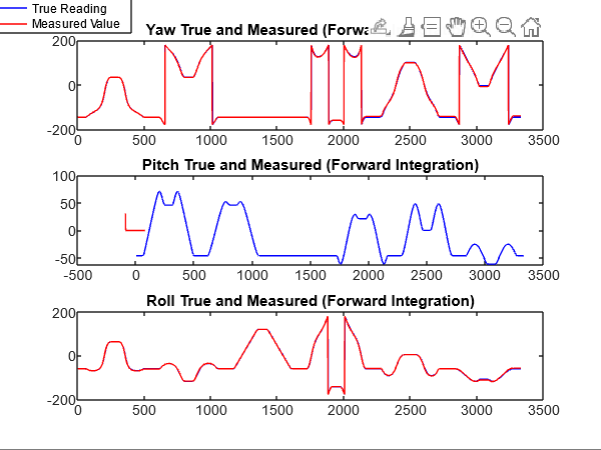 True Reading
Measured Value
Yaw True and Measured (Forwa
200
0
-200
0 500 1000 1500 2000 2500 3000 3500
Pitch True and Measured (Forward Integration)
100
50
0
-50
-500 0 500 1000 1500 2000 2500 3000 3500
Roll True and Measured (Forward Integration)
200
0
-200
0 500 1000 1500 2000 2500 3000 3500